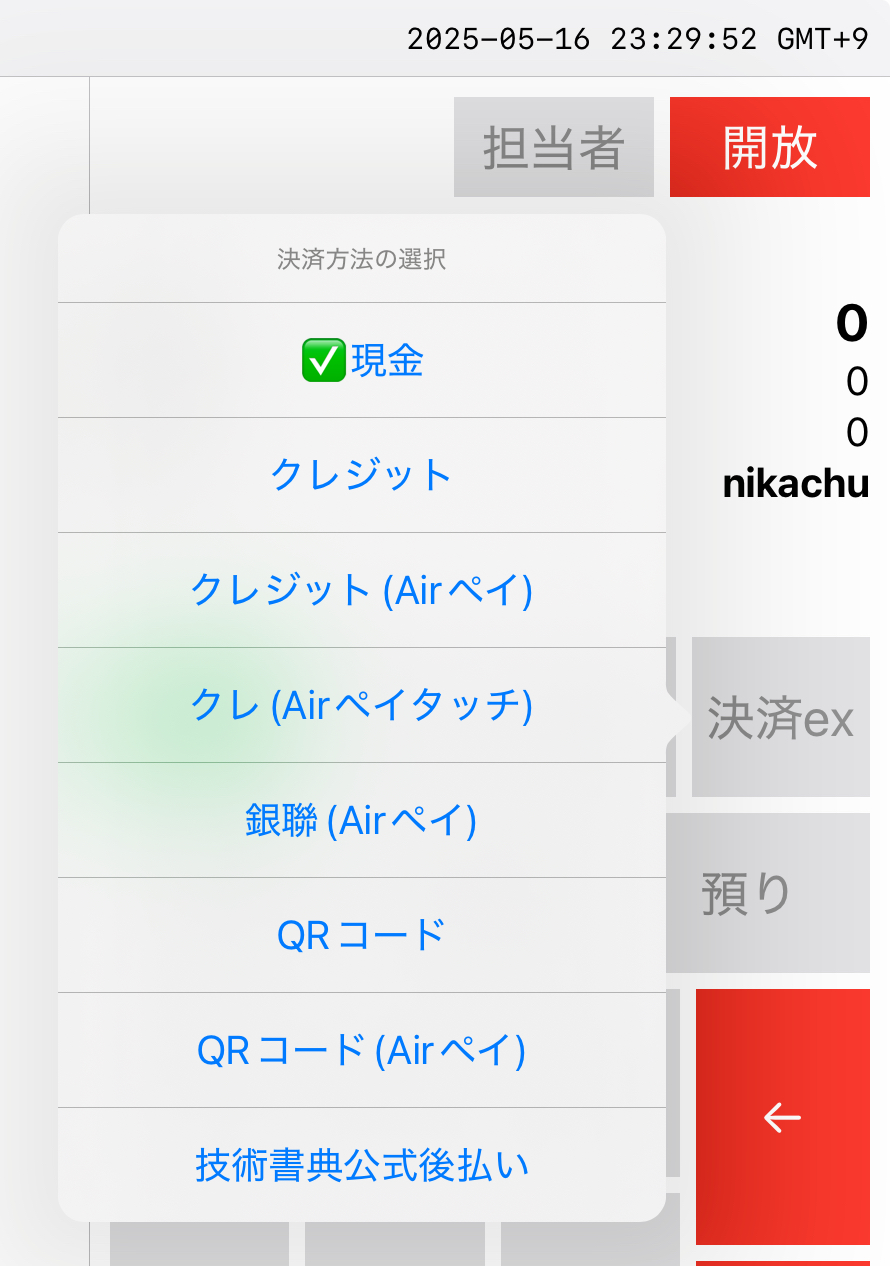 2025-05-16 23:29:52 GMT+9
担当者
開放
決済方法の選択
✅現金
クレジット
クレジット (Airペイ)
クレ (Airペイタッチ)
銀聯 (Airペイ)
QRコード
QRコード (Airペイ)
技術書典公式後払い
0
0
0
nikachu
決済ex
預り
←